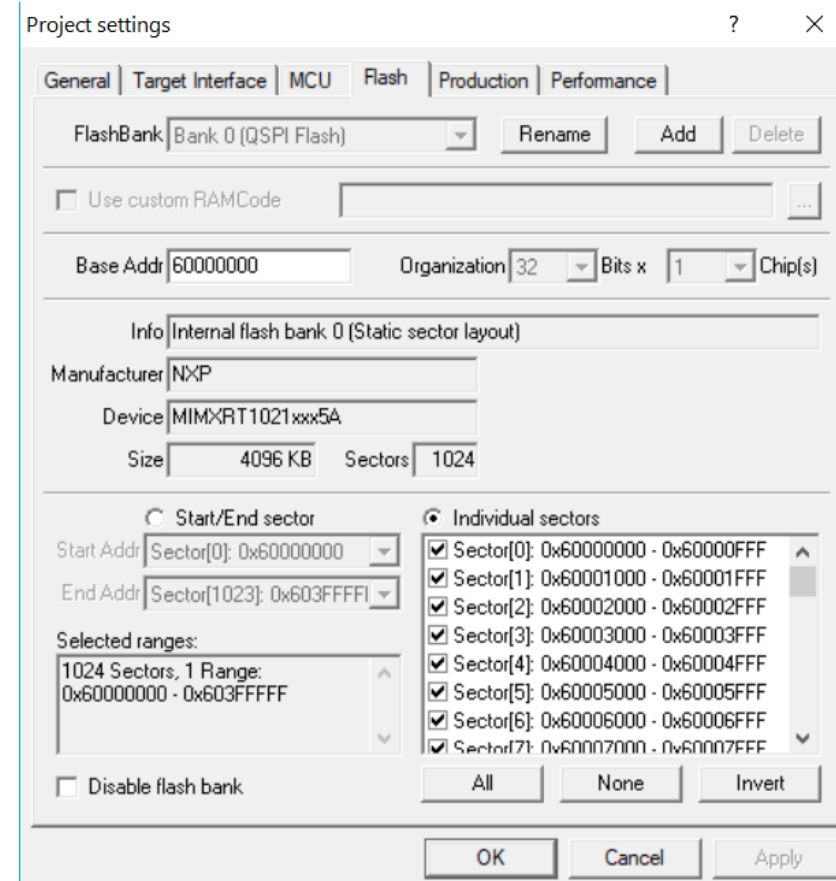 Project settings ? ×
General Target Interface MCU Flash Production Performance
FlashBank Bank 0 (QSPI Flash) Rename Add Delete
Use custom RAMCode ...
Base Addr 60000000 Organization 32 Bits x 1 Chip(s)
Info Internal flash bank 0 (Static sector layout)
Manufacturer NXP
Device MIMXRT1021xxx5A
Size 4096 KB Sectors 1024
Start/End sector
Start Addr Sector[0]: 0x60000000
End Addr Sector[1023]: 0x603FFFFI
Selected ranges:
1024 Sectors, 1 Range:
0x60000000 - 0x603FFFFF
Disable flash bank
Individual sectors
Sector[0]: 0x60000000 - 0x60000FFF
Sector[1]: 0x60001000 - 0x60001FFF
Sector[2]: 0x60002000 - 0x60002FFF
Sector[3]: 0x60003000 - 0x60003FFF
Sector[4]: 0x60004000 - 0x60004FFF
Sector[5]: 0x60005000 - 0x60005FFF
Sector[6]: 0x60006000 - 0x60006FFF
Sector[7]: 0x60007000 - 0x60007FFF
All None Invert
OK Cancel Apply